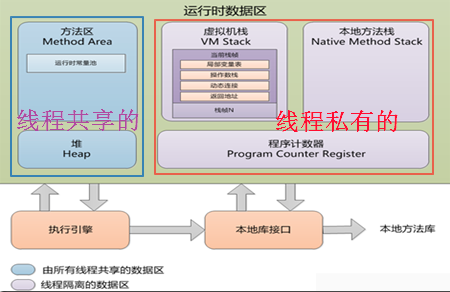 运行时数据区
方法区
Method Area
运行时常量池
堆
Heap
线程共享的
虚拟机栈
VM Stack
当前栈帧
局部变量表
操作数栈
动态连接
返回地址
栈帧N
本地方法栈
Native Method Stack
线程私有的
程序计数器
Program Counter Register
执行引擎
本地库接口
本地方法库
由所有线程共享的数据区
线程隔离的数据区